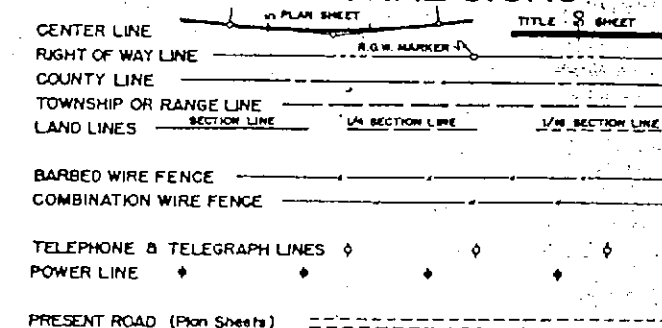 CENTER LINE in PLAN SHEET TITLE SHEET
RIGHT OF WAY LINE R.O.W. MARKER
COUNTY LINE
TOWNSHIP OR RANGE LINE
LAND LINES SECTION LINE 1/4 SECTION LINE 1/16 SECTION LINE
BARBED WIRE FENCE
COMBINATION WIRE FENCE
TELEPHONE & TELEGRAPH LINES
POWER LINE
PRESENT ROAD (Plan Sheets)